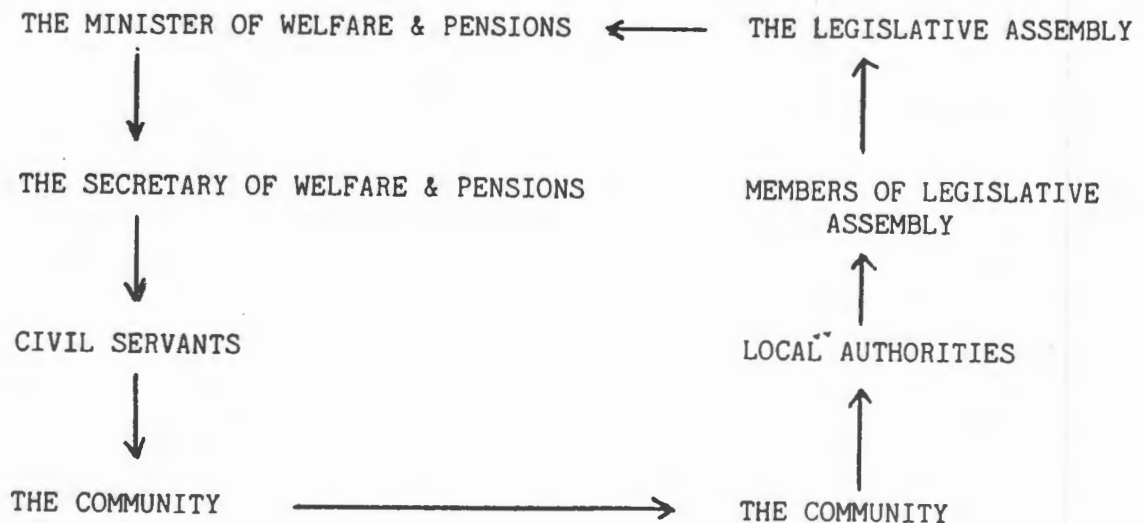 THE MINISTER OF WELFARE & PENSIONS
THE LEGISLATIVE ASSEMBLY
THE SECRETARY OF WELFARE & PENSIONS
MEMBERS OF LEGISLATIVE
ASSEMBLY
CIVIL SERVANTS
LOCAL AUTHORITIES
THE COMMUNITY
THE COMMUNITY